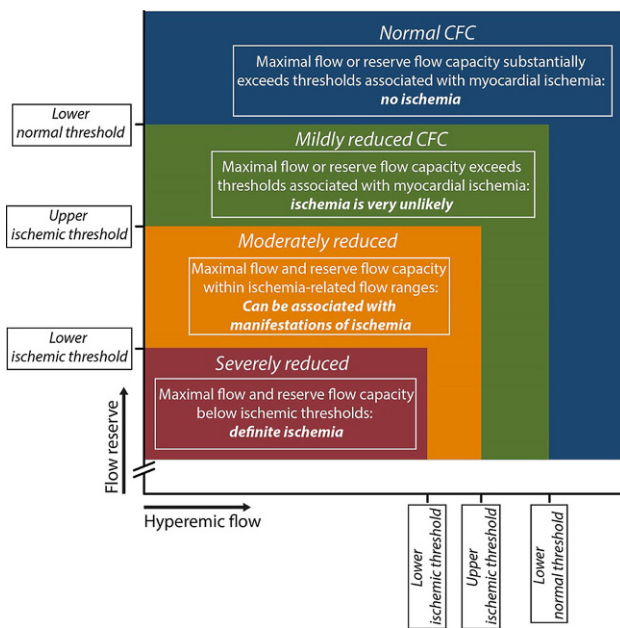 Normal CFC
Maximal flow or reserve flow capacity substantially
exceeds thresholds associated with myocardial ischemia:
no ischemia
Lower
normal threshold
Mildly reduced CFC
Maximal flow or reserve flow capacity exceeds
thresholds associated with myocardial ischemia:
ischemia is very unlikely
Upper
ischemic threshold
Moderately reduced
Maximal flow and reserve flow capacity
within ischemia-related flow ranges:
Can be associated with
manifestations of ischemia
Lower
ischemic threshold
Severely reduced
Maximal flow and reserve flow capacity
below ischemic thresholds:
definite ischemia
Flow reserve
Hyperemic flow
Lower
ischemic threshold
Upper
ischemic threshold
Lower
normal threshold